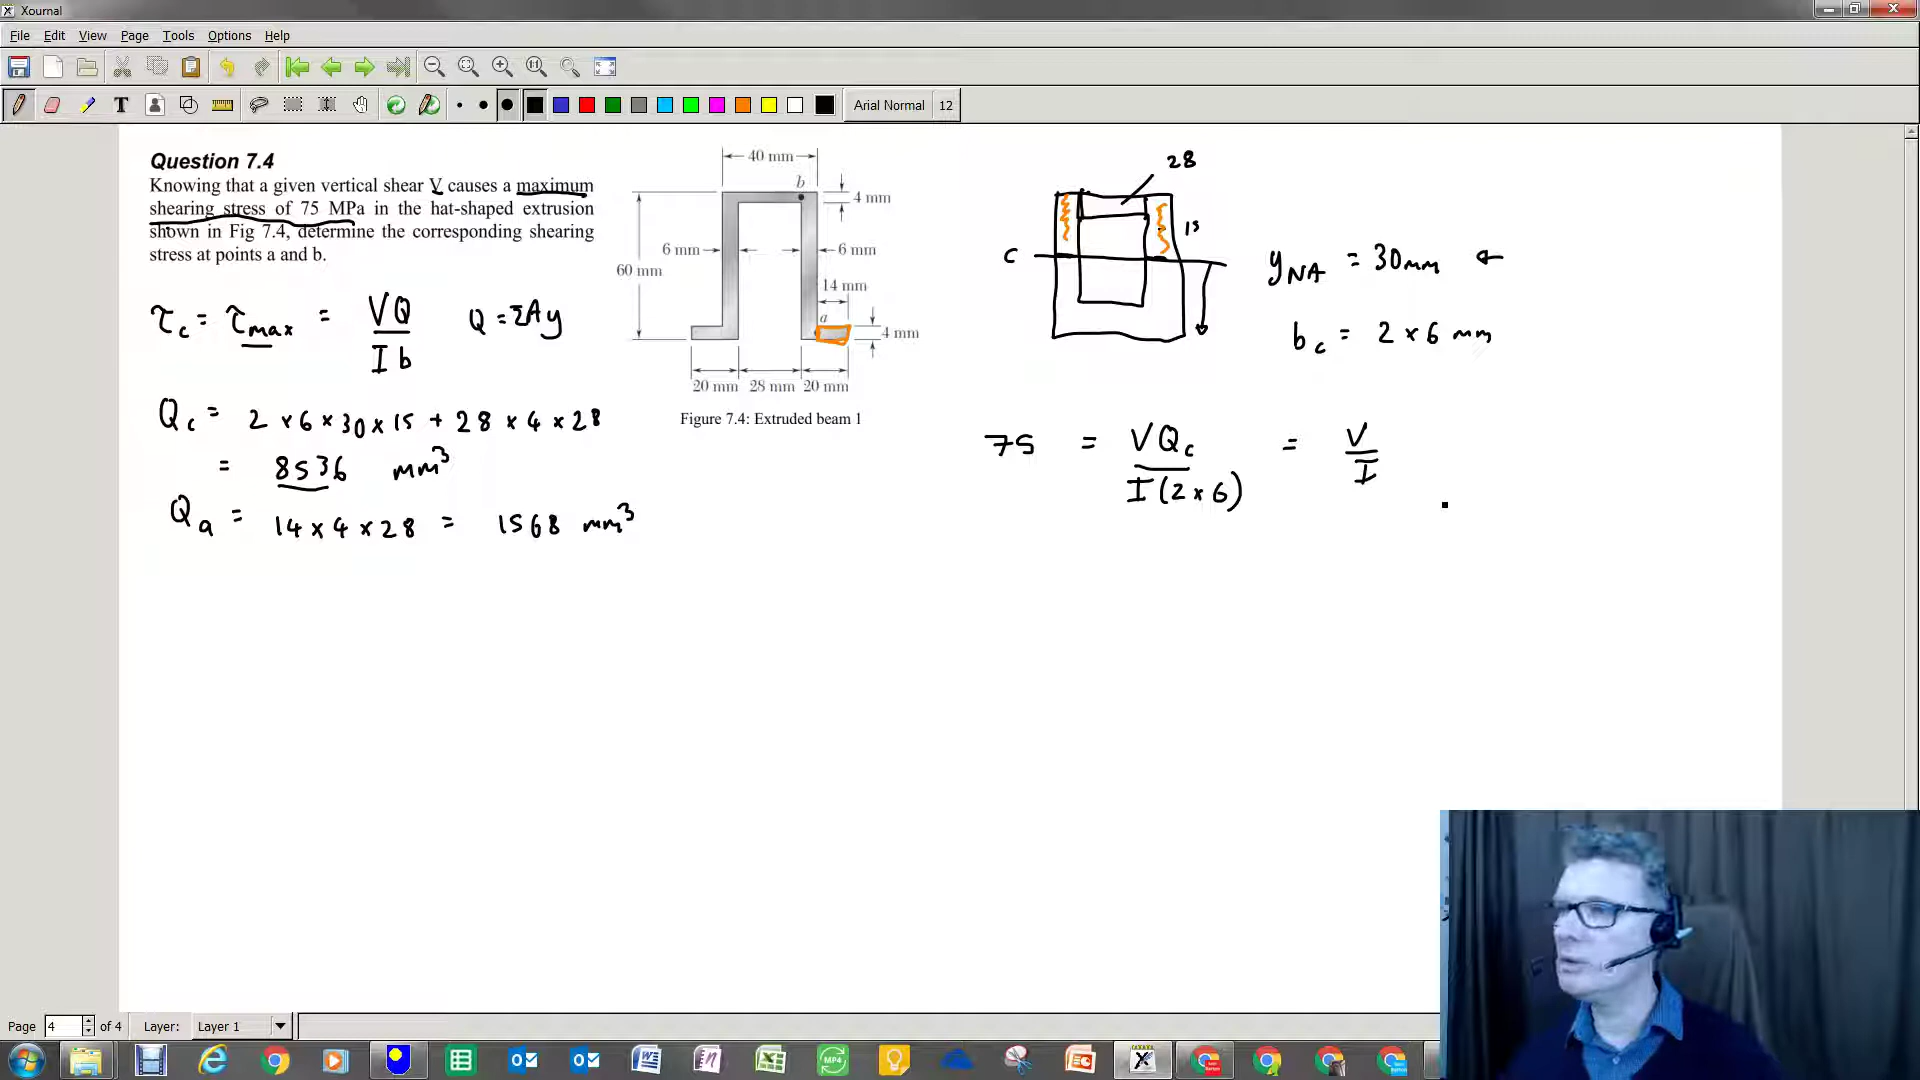 Xournal
File Edit View Page Tools Options Help
Arial Normal 12
Question 7.4
Knowing that a given vertical shear V causes a maximum
shearing stress of 75 MPa in the hat-shaped extrusion
shown in Fig 7.4, determine the corresponding shearing
stress at points a and b.
τc = τmax = VQ / I b Q = ΣAy
Qc = 2 × 6 × 30 × 15 + 28 × 4 × 28
= 8536 mm³
Qa = 14 × 4 × 28 = 1568 mm³
40 mm
b
4 mm
6 mm
6 mm
60 mm
14 mm
a
4 mm
20 mm 28 mm 20 mm
Figure 7.4: Extruded beam 1
28
15
C
yNA = 30mm ←
bc = 2 × 6 mm
75 = VQc / I(2×6) = V / I
Page 4 of 4 Layer: Layer 1